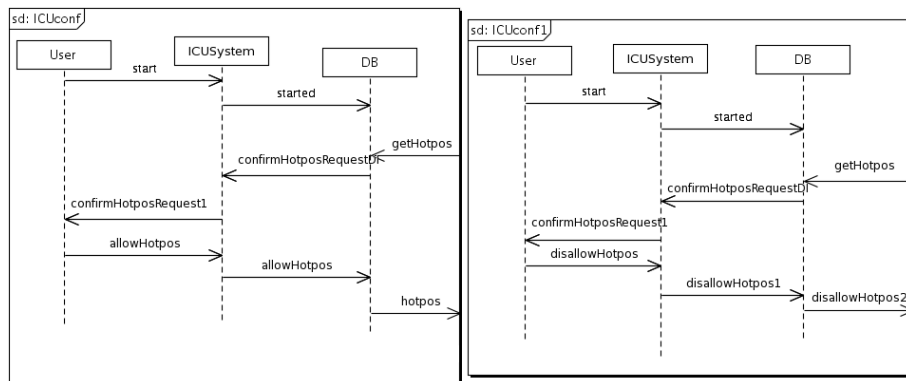 sd: ICUconf
User
ICUSystem
DB
start
started
getHotpos
confirmHotposRequestDI
confirmHotposRequest1
allowHotpos
allowHotpos
hotpos
sd: ICUconf1
User
ICUSystem
DB
start
started
getHotpos
confirmHotposRequestDI
confirmHotposRequest1
disallowHotpos
disallowHotpos1
disallowHotpos2